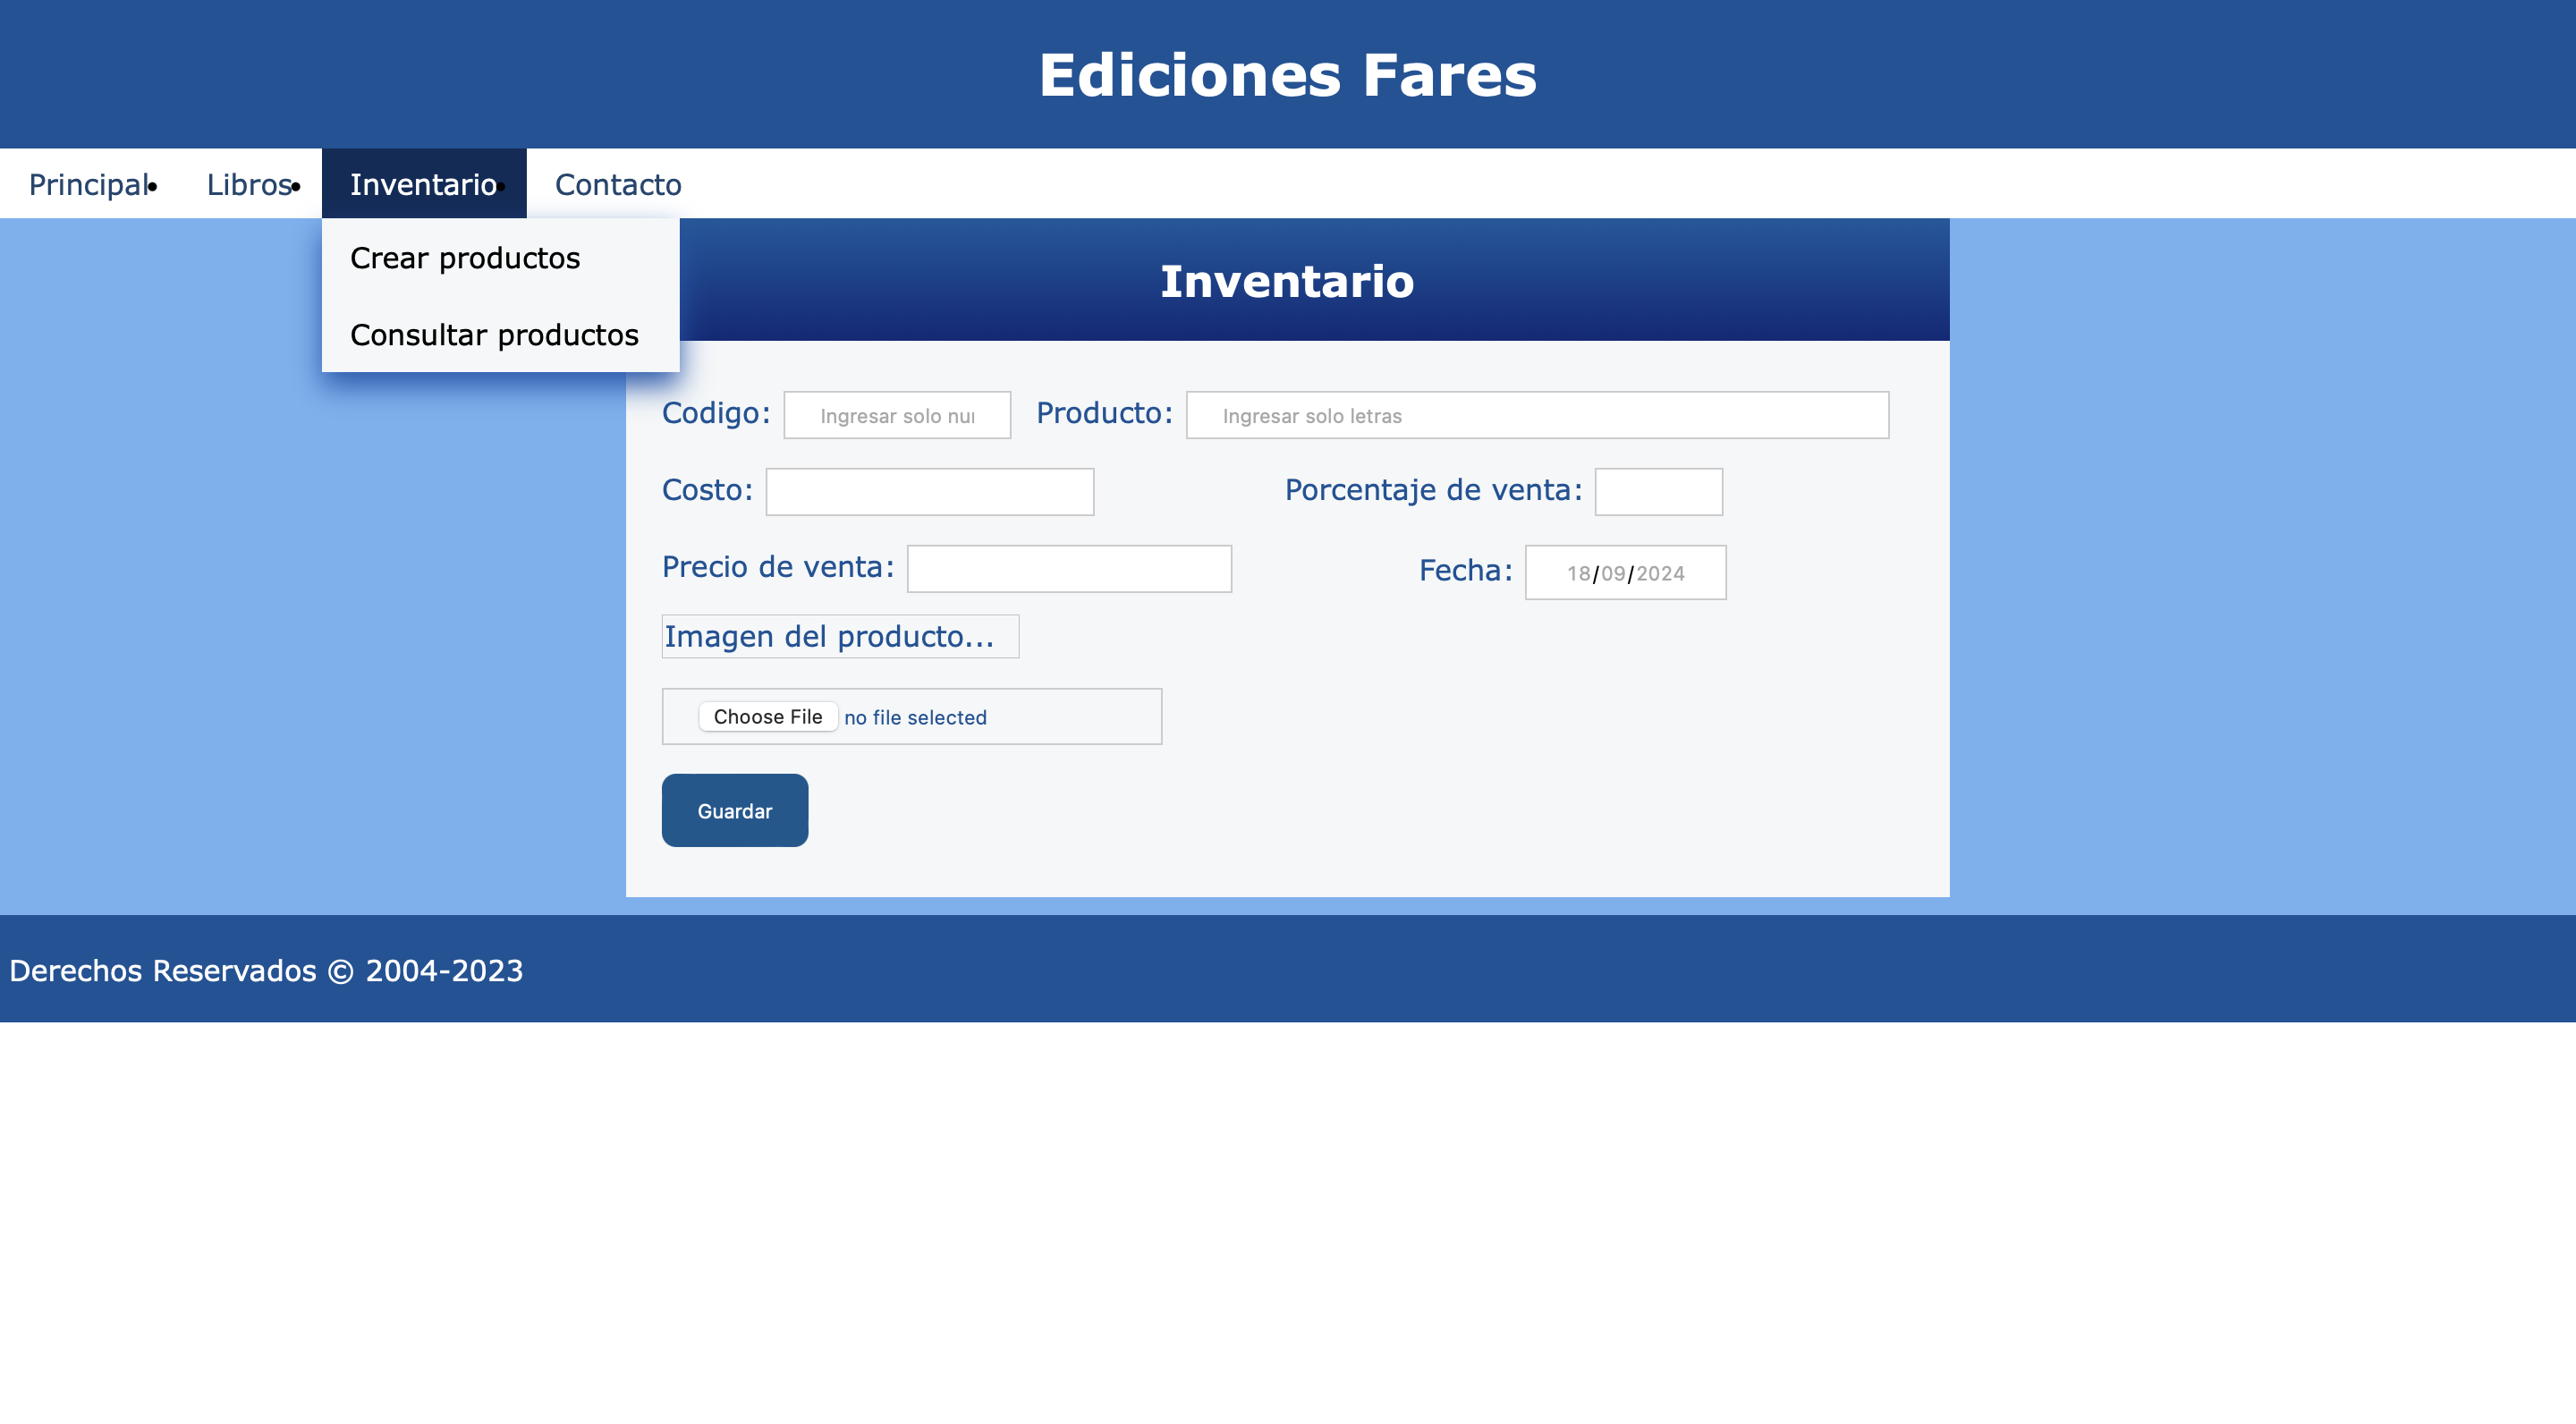 Ediciones Fares
Principal• Libros• Inventario• Contacto
Crear productos
Consultar productos
Inventario
Codigo: Ingresar solo Producto: Ingresar solo letras
Costo: Porcentaje de venta:
Precio de venta: Fecha: 18/09/2024
Imagen del producto...
Choose File no file selected
Guardar
Derechos Reservados © 2004-2023